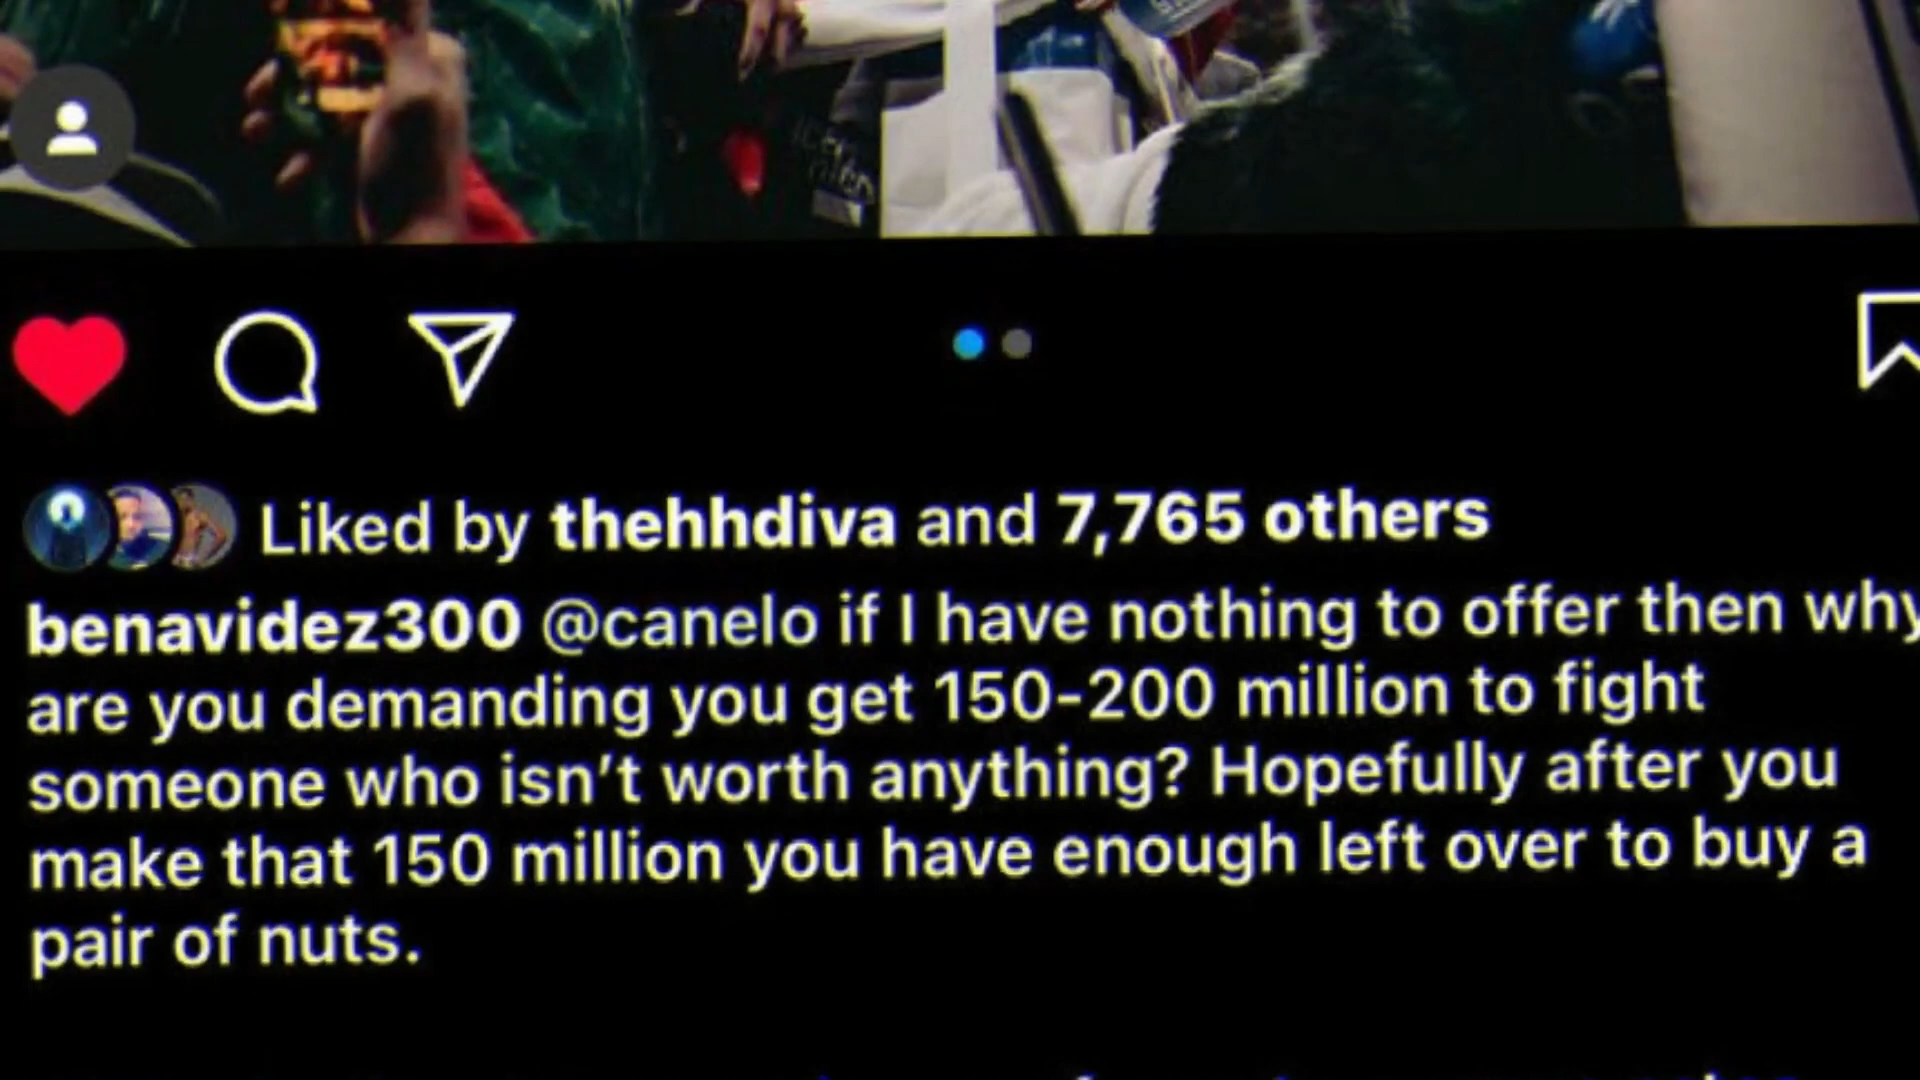 Liked by thehhdiva and 7,765 others
benavidez300 @canelo if I have nothing to offer then why
are you demanding you get 150-200 million to fight
someone who isn't worth anything? Hopefully after you
make that 150 million you have enough left over to buy a
pair of nuts.